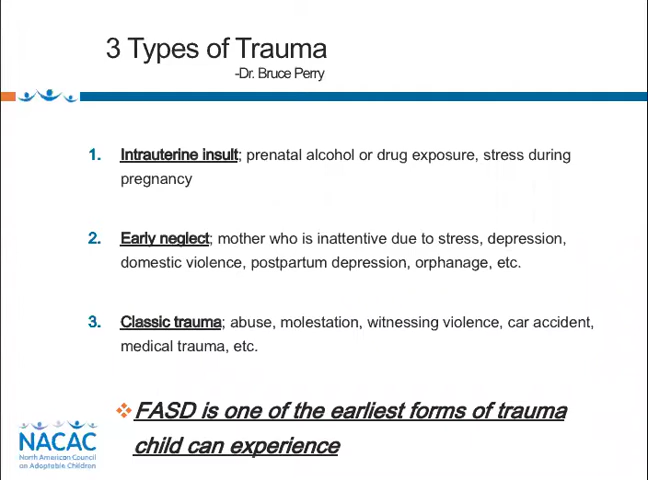 3 Types of Trauma
-Dr. Bruce Perry
1. Intrauterine insult; prenatal alcohol or drug exposure, stress during
pregnancy
2. Early neglect; mother who is inattentive due to stress, depression,
domestic violence, postpartum depression, orphanage, etc.
3. Classic trauma; abuse, molestation, witnessing violence, car accident,
medical trauma, etc.
❖ FASD is one of the earliest forms of trauma
child can experience
NACAC
North American Council
on Adoptable Children